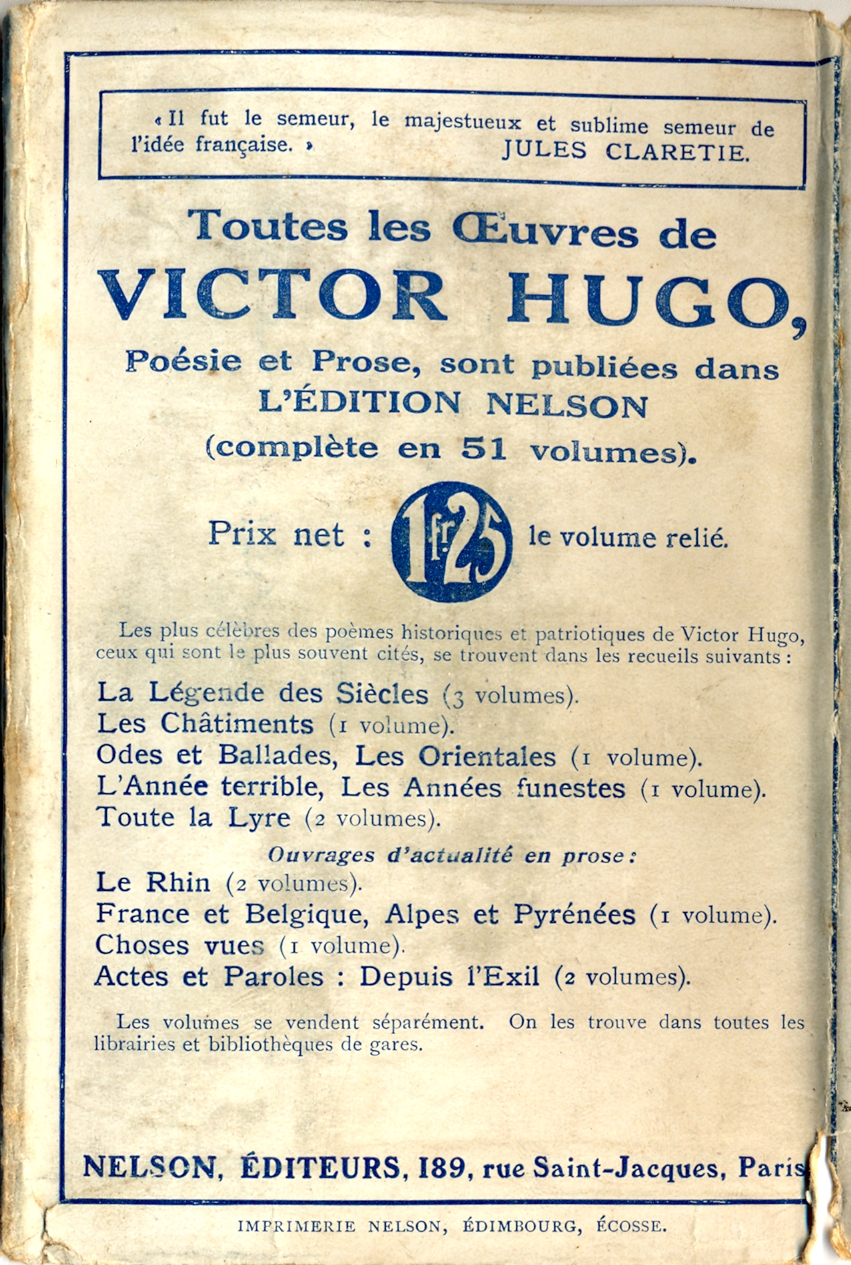 « Il fut le semeur, le majestueux et sublime semeur de
l'idée française. » JULES CLARETIE.
Toutes les Œuvres de
VICTOR HUGO,
Poésie et Prose, sont publiées dans
L'ÉDITION NELSON
(complète en 51 volumes).
Prix net : 1fr.25 le volume relié.
Les plus célèbres des poèmes historiques et patriotiques de Victor Hugo,
ceux qui sont le plus souvent cités, se trouvent dans les recueils suivants :
La Légende des Siècles (3 volumes).
Les Châtiments (1 volume).
Odes et Ballades, Les Orientales (1 volume).
L'Année terrible, Les Années funestes (1 volume).
Toute la Lyre (2 volumes).
Ouvrages d'actualité en prose :
Le Rhin (2 volumes).
France et Belgique, Alpes et Pyrénées (1 volume).
Choses vues (1 volume).
Actes et Paroles : Depuis l'Exil (2 volumes).
Les volumes se vendent séparément. On les trouve dans toutes les
librairies et bibliothèques de gares.
NELSON, ÉDITEURS, 189, rue Saint-Jacques, Paris
IMPRIMERIE NELSON, ÉDIMBOURG, ÉCOSSE.